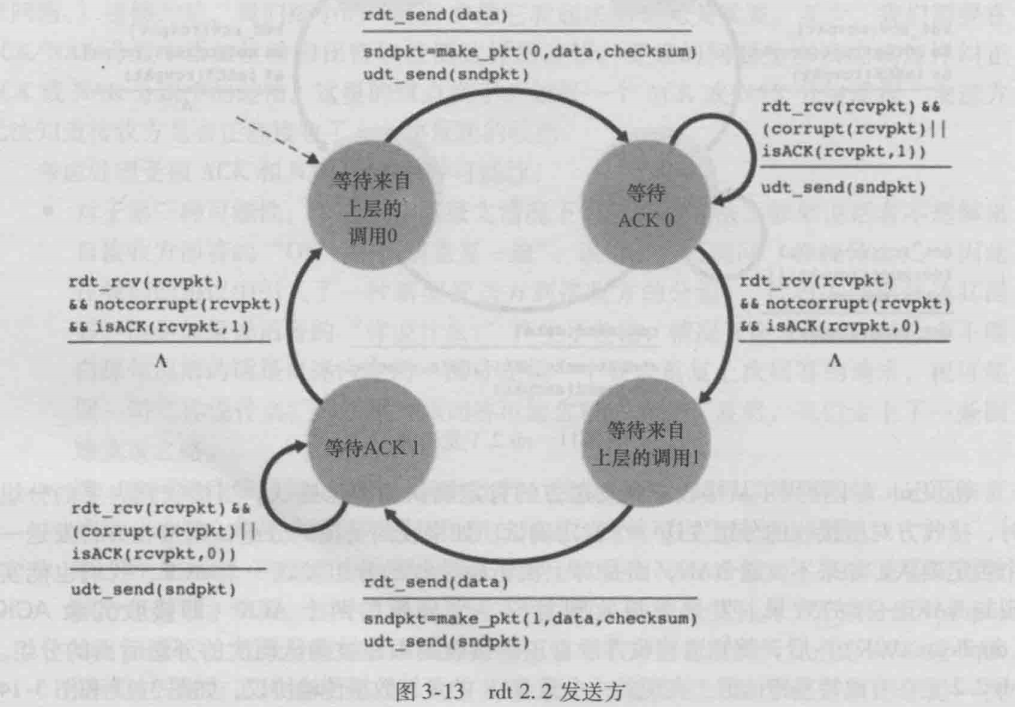 rdt_send(data)
sndpkt=make_pkt(0,data,checksum)
udt_send(sndpkt)
rdt_rcv(rcvpkt) &&
(corrupt(rcvpkt)||
isACK(rcvpkt,1))
udt_send(sndpkt)
等待来自
上层的
调用0
等待
ACK 0
rdt_rcv(rcvpkt)
&& notcorrupt(rcvpkt)
&& isACK(rcvpkt,1)
Λ
rdt_rcv(rcvpkt)
&& notcorrupt(rcvpkt)
&& isACK(rcvpkt,0)
Λ
等待ACK 1
等待来自
上层的调用1
rdt_rcv(rcvpkt) &&
(corrupt(rcvpkt)||
isACK(rcvpkt,0))
udt_send(sndpkt)
rdt_send(data)
sndpkt=make_pkt(1,data,checksum)
udt_send(sndpkt)
图 3-13 rdt 2.2 发送方